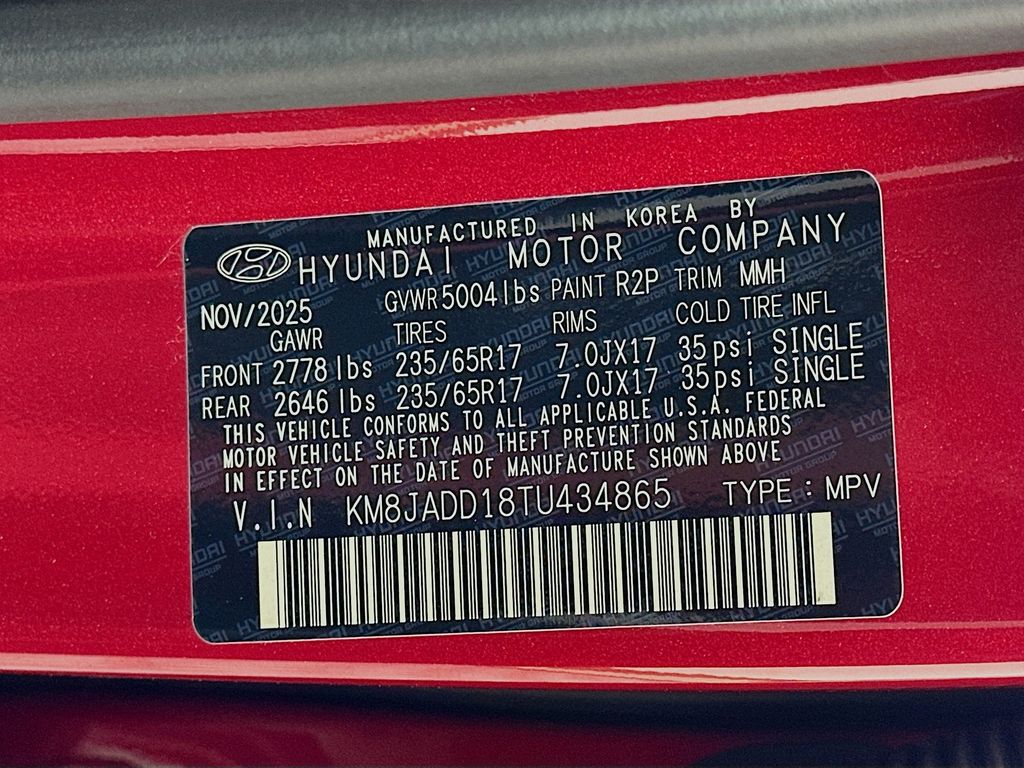 MANUFACTURED IN KOREA BY
HYUNDAI MOTOR COMPANY
NOV/2025 GVWR 5004 lbs PAINT R2P TRIM MMH
GAWR TIRES RIMS COLD TIRE INFL
FRONT 2778 lbs 235/65R17 7.0JX17 35psi SINGLE
REAR 2646 lbs 235/65R17 7.0JX17 35psi SINGLE
THIS VEHICLE CONFORMS TO ALL APPLICABLE U.S.A. FEDERAL
MOTOR VEHICLE SAFETY AND THEFT PREVENTION STANDARDS
IN EFFECT ON THE DATE OF MANUFACTURE SHOWN ABOVE
V.I.N KM8JADD18TU434865 TYPE : MPV